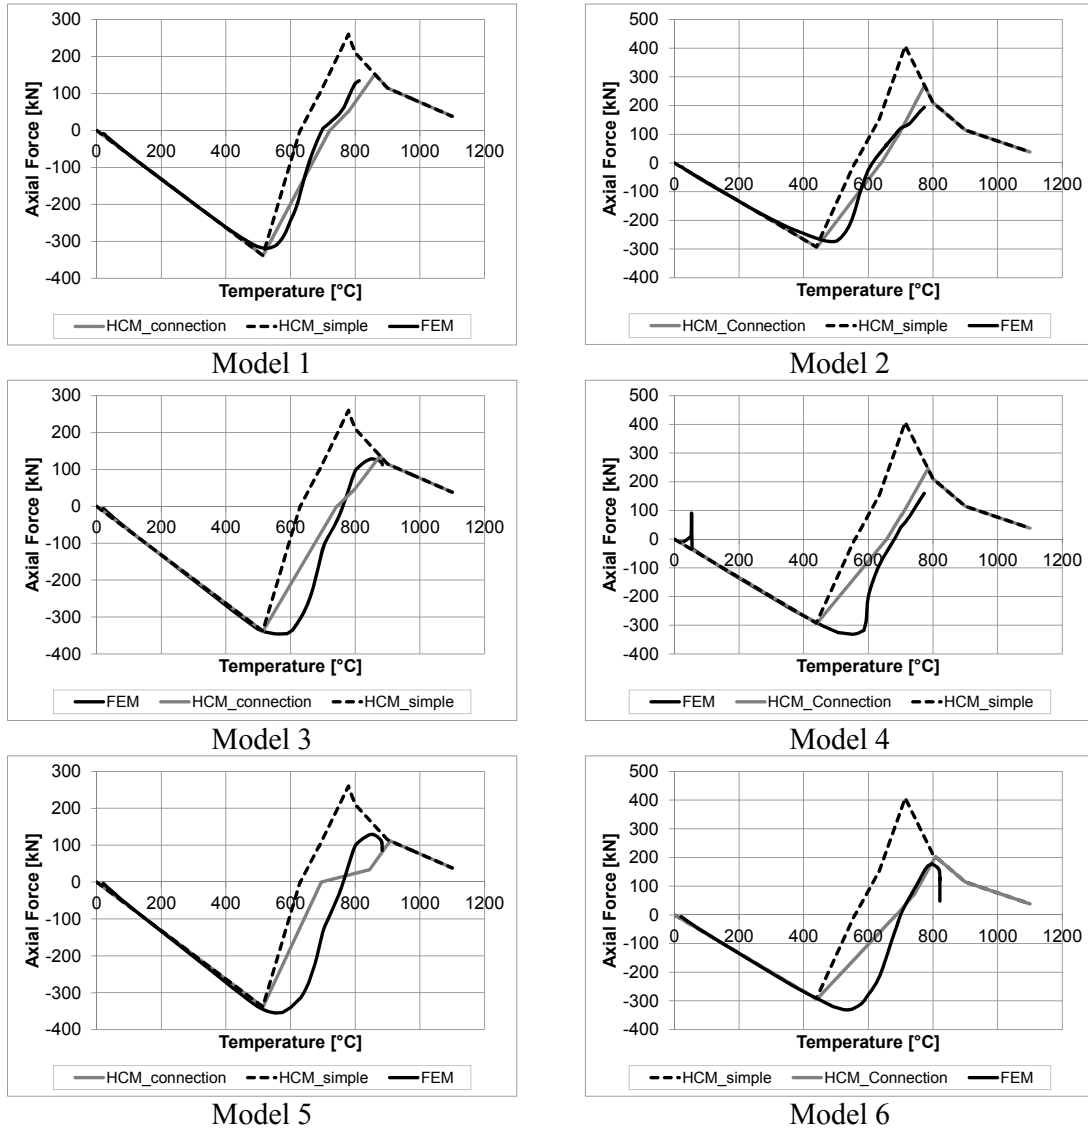 300
200
100
0
-100
-200
-300
-400
0 200 400 600 800 1000 1200
Axial Force [kN]
Temperature [°C]
HCM_connection HCM_simple FEM
Model 1
500
400
300
200
100
0
-100
-200
-300
-400
0 200 400 600 800 1000 1200
Axial Force [kN]
Temperature [°C]
HCM_Connection HCM_simple FEM
Model 2
300
200
100
0
-100
-200
-300
-400
0 200 400 600 800 1000 1200
Axial Force [kN]
Temperature [°C]
FEM HCM_connection HCM_simple
Model 3
500
400
300
200
100
0
-100
-200
-300
-400
0 200 400 600 800 1000 1200
Axial Force [kN]
Temperature [°C]
FEM HCM_Connection HCM_simple
Model 4
300
200
100
0
-100
-200
-300
-400
0 200 400 600 800 1000 1200
Axial Force [kN]
Temperature [°C]
HCM_connection HCM_simple FEM
Model 5
500
400
300
200
100
0
-100
-200
-300
-400
0 200 400 600 800 1000 1200
Axial Force [kN]
Temperature [°C]
HCM_simple HCM_Connection FEM
Model 6